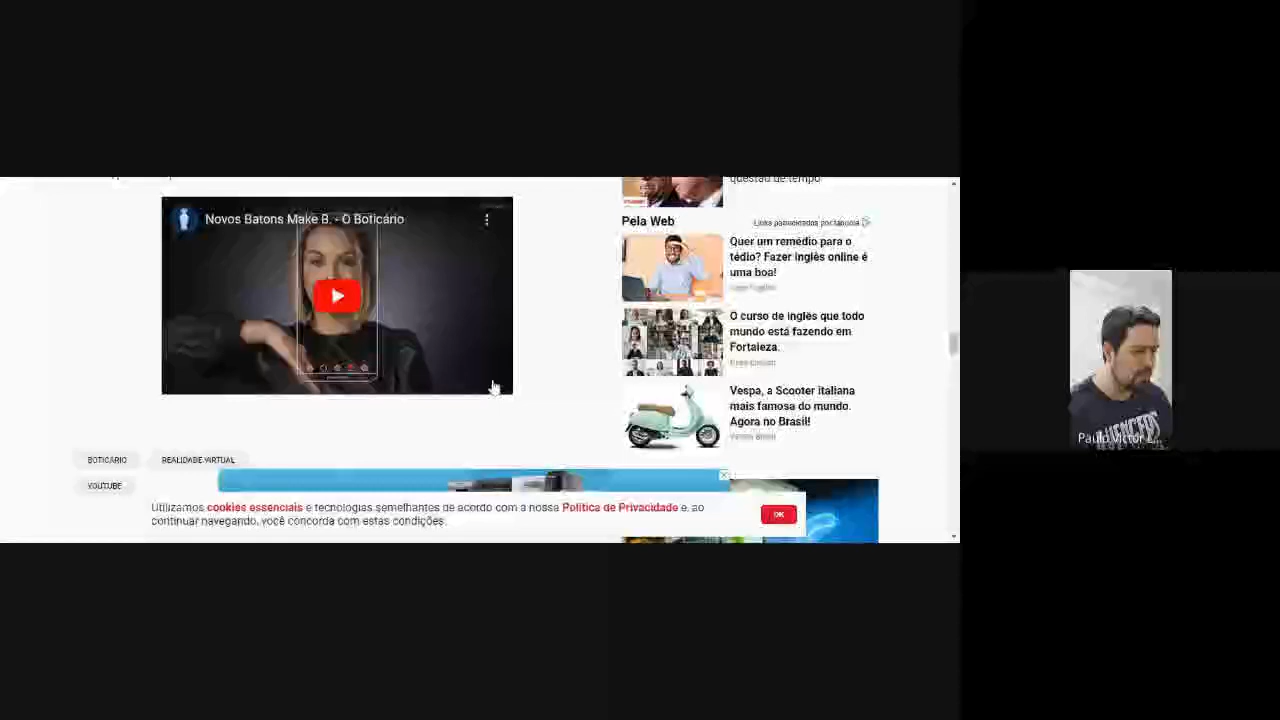 questão de tempo
Novos Batons Make B. - O Boticário
Pela Web
Links patrocinados por taboola
Quer um remédio para o
tédio? Fazer inglês online é
uma boa!
O curso de inglês que todo
mundo está fazendo em
Fortaleza.
Vespa, a Scooter italiana
mais famosa do mundo.
Agora no Brasil!
BOTICÁRIO
REALIDADE VIRTUAL
YOUTUBE
Utilizamos cookies essenciais e tecnologias semelhantes de acordo com a nossa Política de Privacidade e, ao
continuar navegando, você concorda com estas condições.
OK
Paulo Victor L...